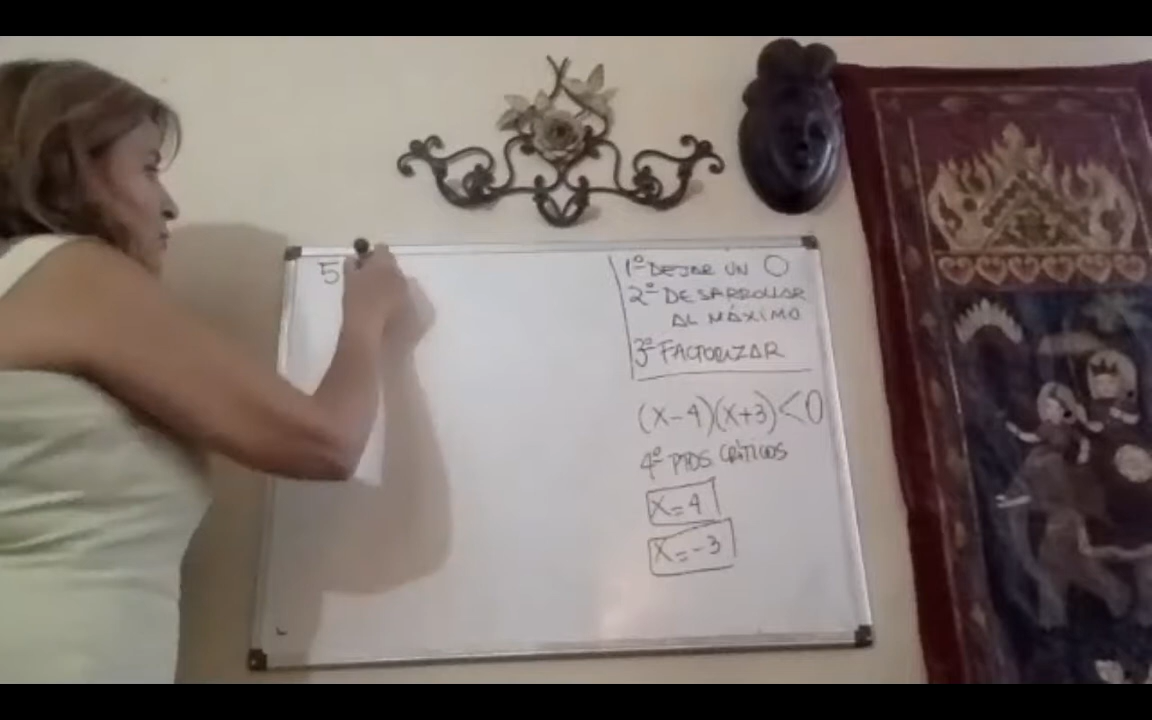 5
1º DEJAR UN 0
2º DESARROLLAR
AL MÁXIMO
3º FACTORIZAR
(X-4)(X+3)<0
4º PTOS. CRÍTICOS
X=4
X=-3